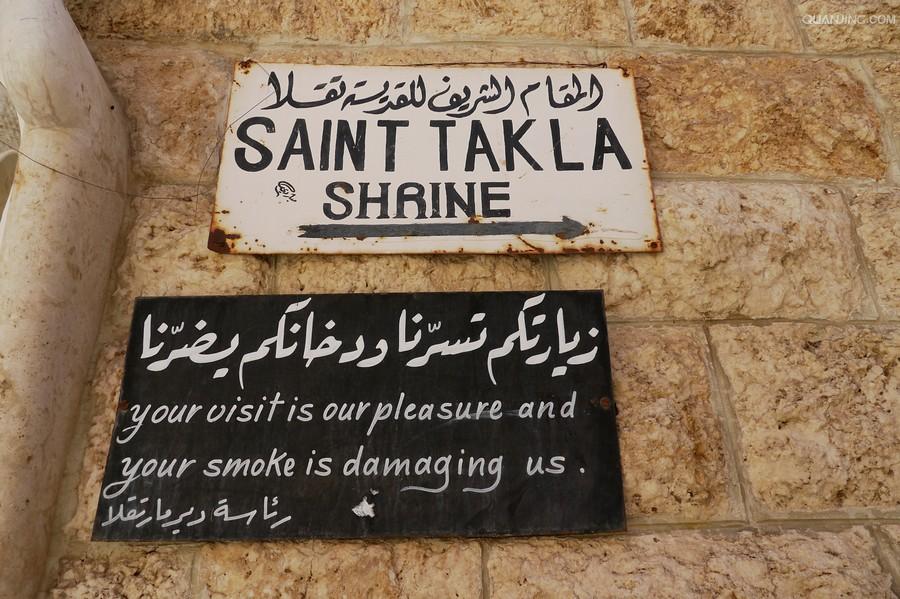 QUANJING.COM
المقام الشريف للقديسة تقلا
SAINT TAKLA
SHRINE
زيارتكم تسرّنا ودخانكم يضرّنا
your visit is our pleasure and
your smoke is damaging us.
رئاسة دير مار تقلا